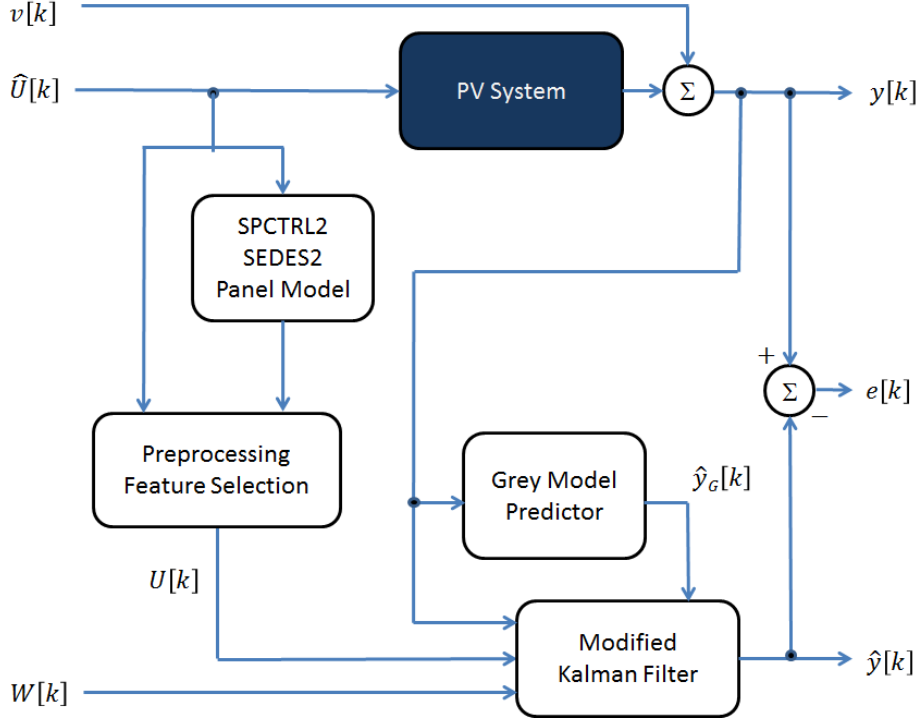 v[k]
Û[k]
PV System
Σ
y[k]
SPCTRL2
SEDES2
Panel Model
+
Σ
e[k]
−
Preprocessing
Feature Selection
Grey Model
Predictor
ŷ_G[k]
U[k]
Modified
Kalman Filter
ŷ[k]
W[k]